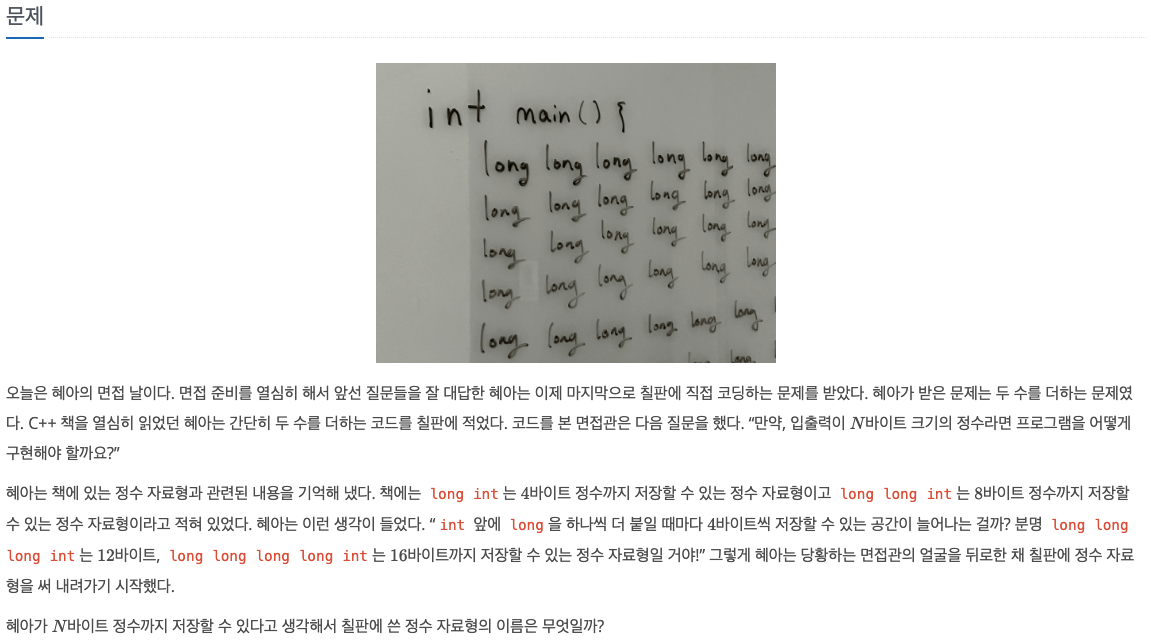 문제
int main() {
long long long long long long
long long long long long long
long long long long long long
long long long long long long
long long long long long long
long long
오늘은 혜아의 면접 날이다. 면접 준비를 열심히 해서 앞선 질문들을 잘 대답한 혜아는 이제 마지막으로 칠판에 직접 코딩하는 문제를 받았다. 혜아가 받은 문제는 두 수를 더하는 문제였
다. C++ 책을 열심히 읽었던 혜아는 간단히 두 수를 더하는 코드를 칠판에 적었다. 코드를 본 면접관은 다음 질문을 했다. “만약, 입출력이 N바이트 크기의 정수라면 프로그램을 어떻게
구현해야 할까요?”
혜아는 책에 있는 정수 자료형과 관련된 내용을 기억해 냈다. 책에는 long int 는 4바이트 정수까지 저장할 수 있는 정수 자료형이고 long long int 는 8바이트 정수까지 저장할
수 있는 정수 자료형이라고 적혀 있었다. 혜아는 이런 생각이 들었다. “ int 앞에 long 을 하나씩 더 붙일 때마다 4바이트씩 저장할 수 있는 공간이 늘어나는 걸까? 분명 long long
long int 는 12바이트, long long long long int 는 16바이트까지 저장할 수 있는 정수 자료형일 거야!” 그렇게 혜아는 당황하는 면접관의 얼굴을 뒤로한 채 칠판에 정수 자료
형을 써 내려가기 시작했다.
혜아가 N바이트 정수까지 저장할 수 있다고 생각해서 칠판에 쓴 정수 자료형의 이름은 무엇일까?